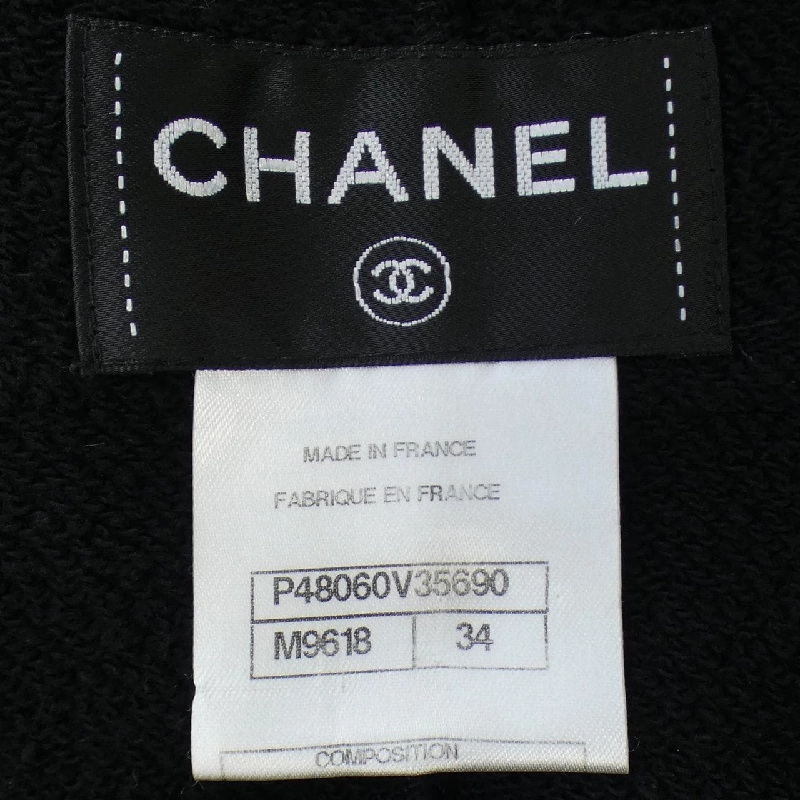 CHANEL
MADE IN FRANCE
FABRIQUE EN FRANCE
P48060V35690
M9618 34
COMPOSITION